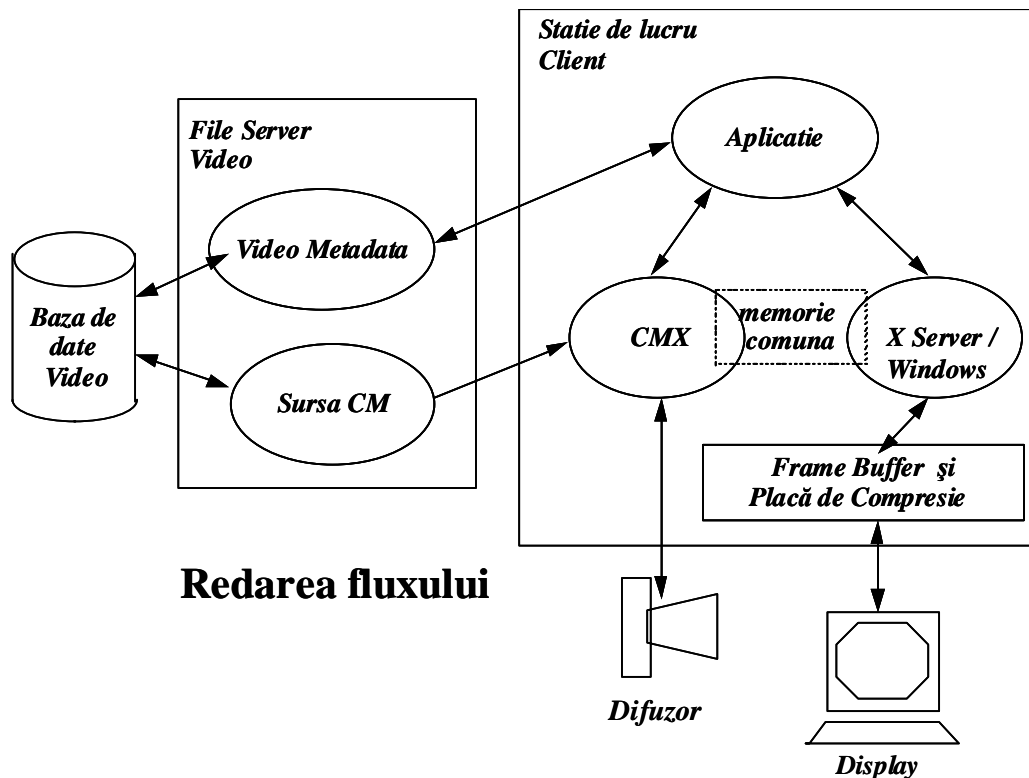 Statie de lucru
Client
File Server
Video
Aplicatie
Video Metadata
Baza de
date
Video
CMX
memorie
comuna
X Server /
Windows
Sursa CM
Frame Buffer şi
Placă de Compresie
Redarea fluxului
Difuzor
Display